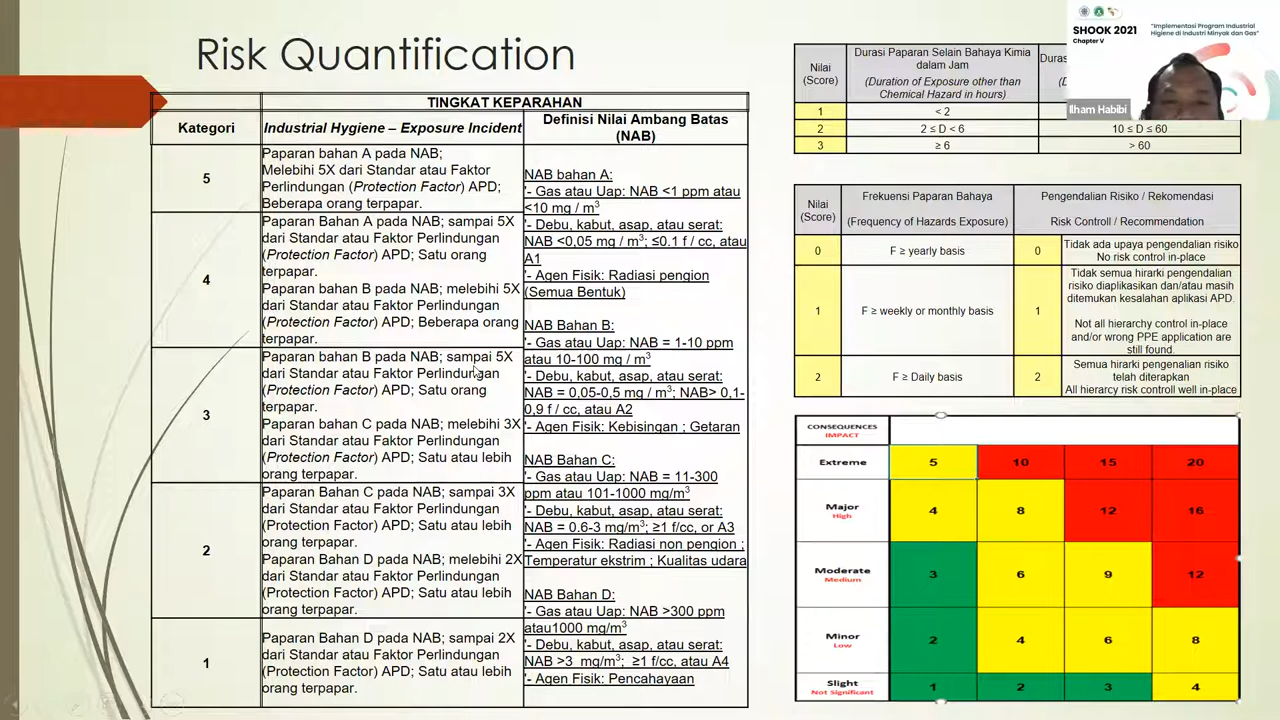 Risk Quantification
TINGKAT KEPARAHAN
Kategori
Industrial Hygiene – Exposure Incident
Definisi Nilai Ambang Batas
(NAB)
5
Paparan bahan A pada NAB;
Melebihi 5X dari Standar atau Faktor
Perlindungan (Protection Factor) APD;
Beberapa orang terpapar.
4
Paparan Bahan A pada NAB; sampai 5X
dari Standar atau Faktor Perlindungan
(Protection Factor) APD; Satu orang
terpapar.
Paparan bahan B pada NAB; melebihi 5X
dari Standar atau Faktor Perlindungan
(Protection Factor) APD; Beberapa orang
terpapar.
3
Paparan bahan B pada NAB; sampai 5X
dari Standar atau Faktor Perlindungan
(Protection Factor) APD; Satu orang
terpapar.
Paparan bahan C pada NAB; melebihi 3X
dari Standar atau Faktor Perlindungan
(Protection Factor) APD; Satu atau lebih
orang terpapar.
2
Paparan Bahan C pada NAB; sampai 3X
dari Standar atau Faktor Perlindungan
(Protection Factor) APD; Satu atau lebih
orang terpapar.
Paparan Bahan D pada NAB; melebihi 2X
dari Standar atau Faktor Perlindungan
(Protection Factor) APD; Satu atau lebih
orang terpapar.
1
Paparan Bahan D pada NAB; sampai 2X
dari Standar atau Faktor Perlindungan
(Protection Factor) APD; Satu atau lebih
orang terpapar.
NAB bahan A:
'- Gas atau Uap: NAB <1 ppm atau
<10 mg / m³
'- Debu, kabut, asap, atau serat:
NAB <0,05 mg / m³; ≤0.1 f / cc, atau
A1
'- Agen Fisik: Radiasi pengion
(Semua Bentuk)
NAB Bahan B:
'- Gas atau Uap: NAB = 1-10 ppm
atau 10-100 mg / m³
'- Debu, kabut, asap, atau serat:
NAB = 0,05-0,5 mg / m³; NAB> 0,1-
0,9 f / cc, atau A2
'- Agen Fisik: Kebisingan ; Getaran
NAB Bahan C:
'- Gas atau Uap: NAB = 11-300
ppm atau 101-1000 mg/m³
'- Debu, kabut, asap, atau serat:
NAB = 0,6-3 mg/m³; ≥1 f/cc, or A3
'- Agen Fisik: Radiasi non pengion ;
Temperatur ekstrim ; Kualitas udara
NAB Bahan D:
'- Gas atau Uap: NAB >300 ppm
atau1000 mg/m³
'- Debu, kabut, asap, atau serat:
NAB >3 mg/m³; ≥1 f/cc, atau A4
'- Agen Fisik: Pencahayaan
SHOOK 2021
Chapter V
"Implementasi Program Industrial
Higiene di Industri Minyak dan Gas"
Ilham Habibi
Nilai
(Score)
Durasi Paparan Selain Bahaya Kimia
dalam Jam
(Duration of Exposure other than
Chemical Hazard in hours)
1
< 2
2
2 ≤ D < 6
10 ≤ D ≤ 60
3
≥ 6
> 60
Nilai
(Score)
Frekuensi Paparan Bahaya
(Frequency of Hazards Exposure)
Pengendalian Risiko / Rekomendasi
Risk Controll / Recommendation
0
F ≥ yearly basis
0
Tidak ada upaya pengendalian risiko
No risk control in-place
1
F ≥ weekly or monthly basis
1
Tidak semua hirarki pengendalian
risiko diaplikasikan dan/atau masih
ditemukan kesalahan aplikasi APD.
Not all hierarchy control in-place
and/or wrong PPE application are
still found.
2
F ≥ Daily basis
2
Semua hirarki pengenalian risiko
telah diterapkan
All hierarcy risk controll well in-place
CONSEQUENCES
IMPACT
Extreme
5 10 15 20
Major
High
4 8 12 16
Moderate
Medium
3 6 9 12
Minor
Low
2 4 6 8
Slight
Not Significant
1 2 3 4